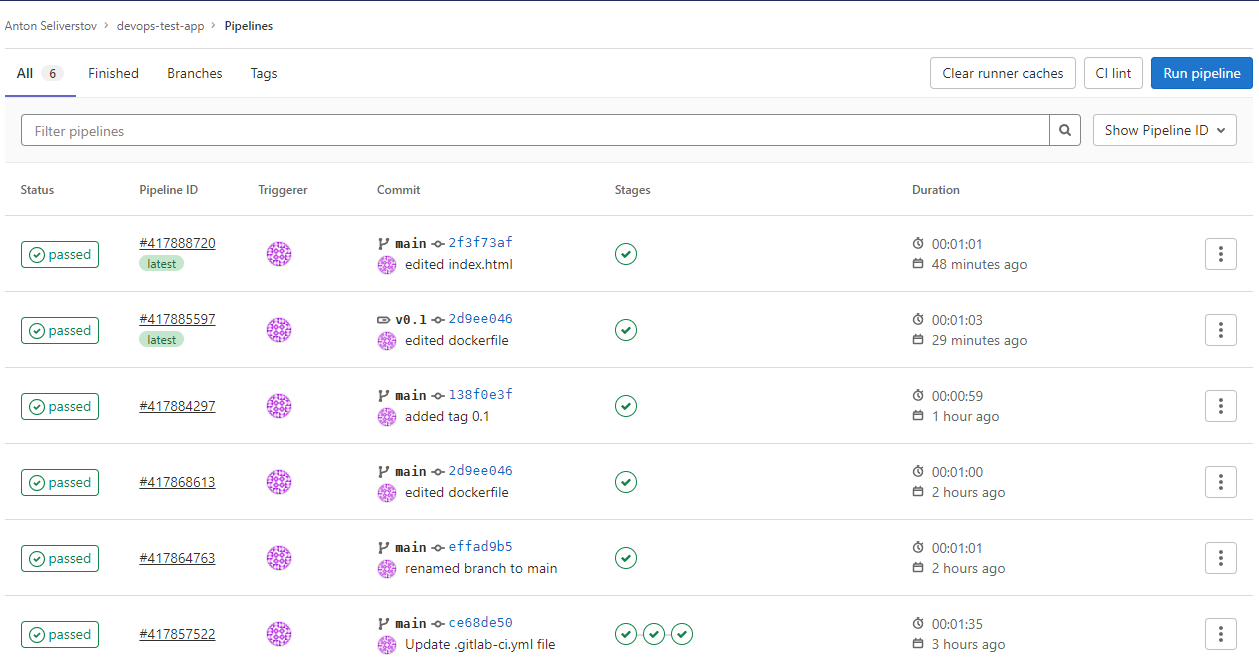 Anton Seliverstov › devops-test-app › Pipelines
All 6 Finished Branches Tags Clear runner caches CI lint Run pipeline
Filter pipelines Show Pipeline ID
Status Pipeline ID Triggerer Commit Stages Duration
passed #417888720 latest main 2f3f73af 00:01:01
edited index.html 48 minutes ago
passed #417885597 latest v0.1 2d9ee046 00:01:03
edited dockerfile 29 minutes ago
passed #417884297 main 138f0e3f 00:00:59
added tag 0.1 1 hour ago
passed #417868613 main 2d9ee046 00:01:00
edited dockerfile 2 hours ago
passed #417864763 main effad9b5 00:01:01
renamed branch to main 2 hours ago
passed #417857522 main ce68de50 00:01:35
Update .gitlab-ci.yml file 3 hours ago